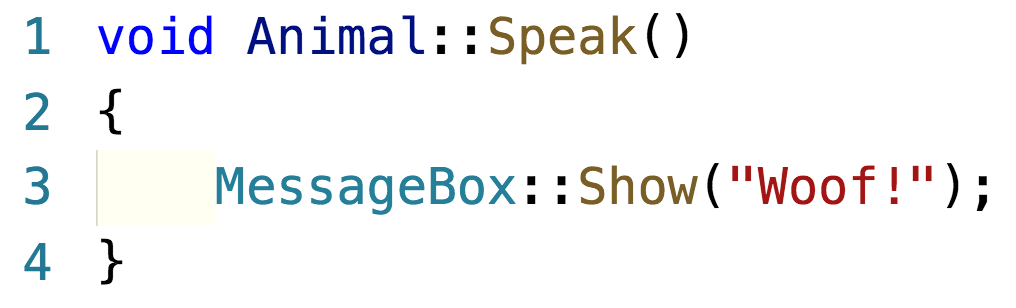 1 void Animal::Speak()
2 {
3     MessageBox::Show("Woof!");
4 }